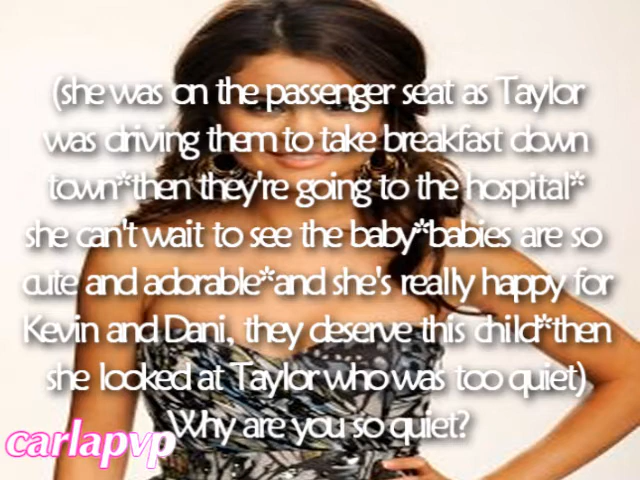 (she was on the passenger seat as Taylor
was driving them to take breakfast down
town*then they're going to the hospital*
she can't wait to see the baby*babies are so
cute and adorable*and she's really happy for
Kevin and Dani, they deserve this child*then
she looked at Taylor who was too quiet)
Why are you so quiet?
carlapvp